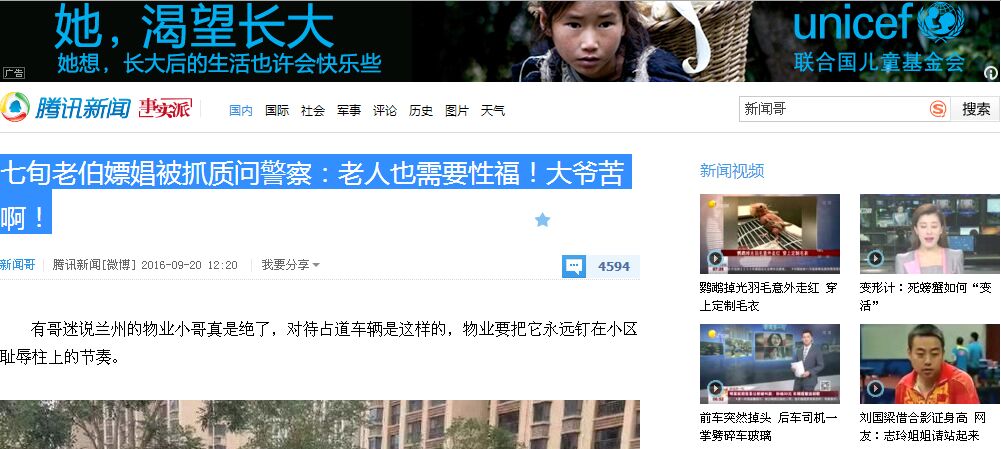 她，渴望长大
她想，长大后的生活也许会快乐些
广告
unicef
联合国儿童基金会
腾讯新闻 事实派
国内 国际 社会 军事 评论 历史 图片 天气
新闻哥
搜索
七旬老伯嫖娼被抓质问警察：老人也需要性福！大爷苦
啊！
新闻哥 腾讯新闻[微博] 2016-09-20 12:20 我要分享
4594
有哥迷说兰州的物业小哥真是绝了，对待占道车辆是这样的，物业要把它永远钉在小区
耻辱柱上的节奏。
新闻视频
鹦鹉掉光羽毛意外走红 穿
上定制毛衣
变形计：死螃蟹如何“变
活”
前车突然掉头 后车司机一
掌劈碎车玻璃
刘国梁借合影证身高 网
友：志玲姐姐请站起来